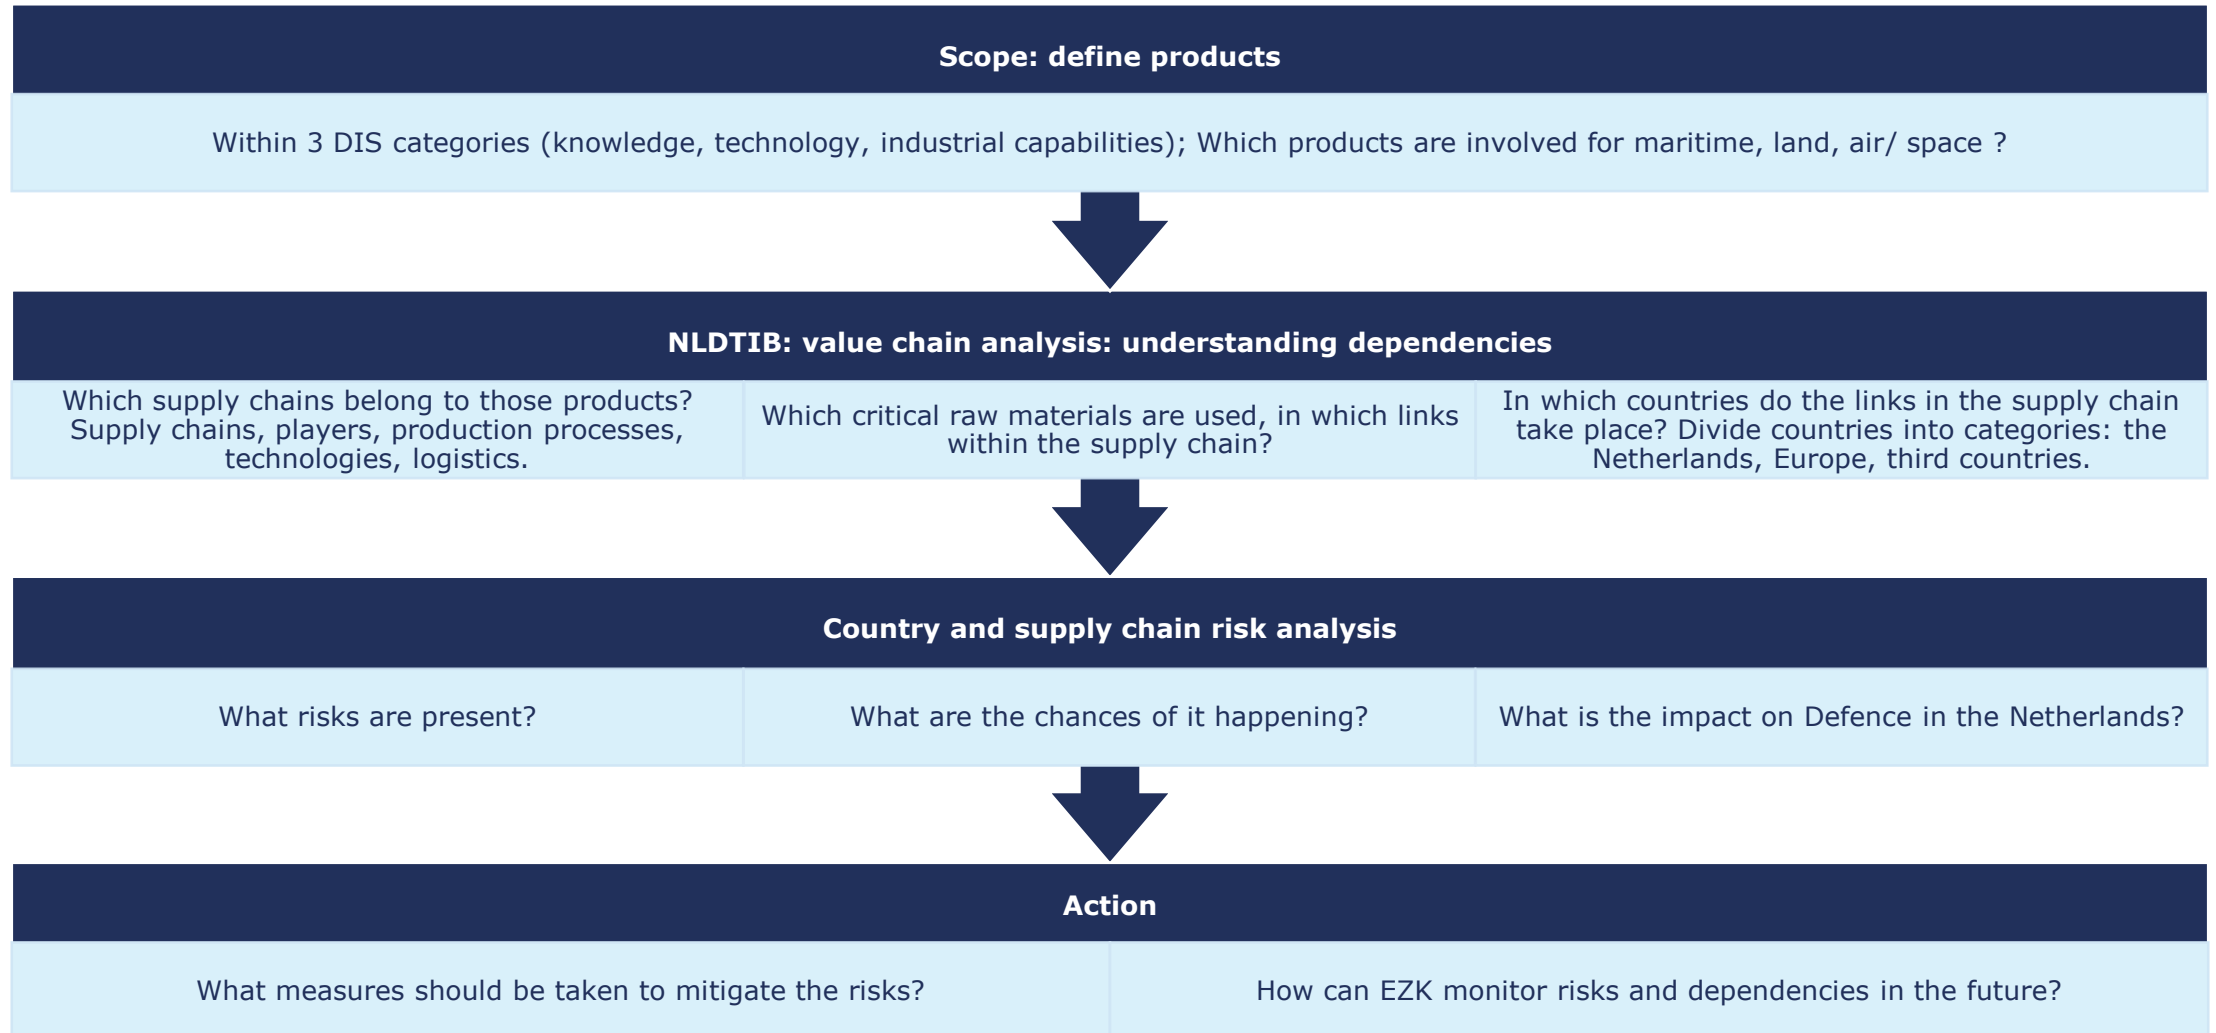 Scope: define products
Within 3 DIS categories (knowledge, technology, industrial capabilities); Which products are involved for maritime, land, air/ space ?
NLDTIB: value chain analysis: understanding dependencies
Which supply chains belong to those products?
Supply chains, players, production processes,
technologies, logistics.
Which critical raw materials are used, in which links
within the supply chain?
In which countries do the links in the supply chain
take place? Divide countries into categories: the
Netherlands, Europe, third countries.
Country and supply chain risk analysis
What risks are present?
What are the chances of it happening?
What is the impact on Defence in the Netherlands?
Action
What measures should be taken to mitigate the risks?
How can EZK monitor risks and dependencies in the future?